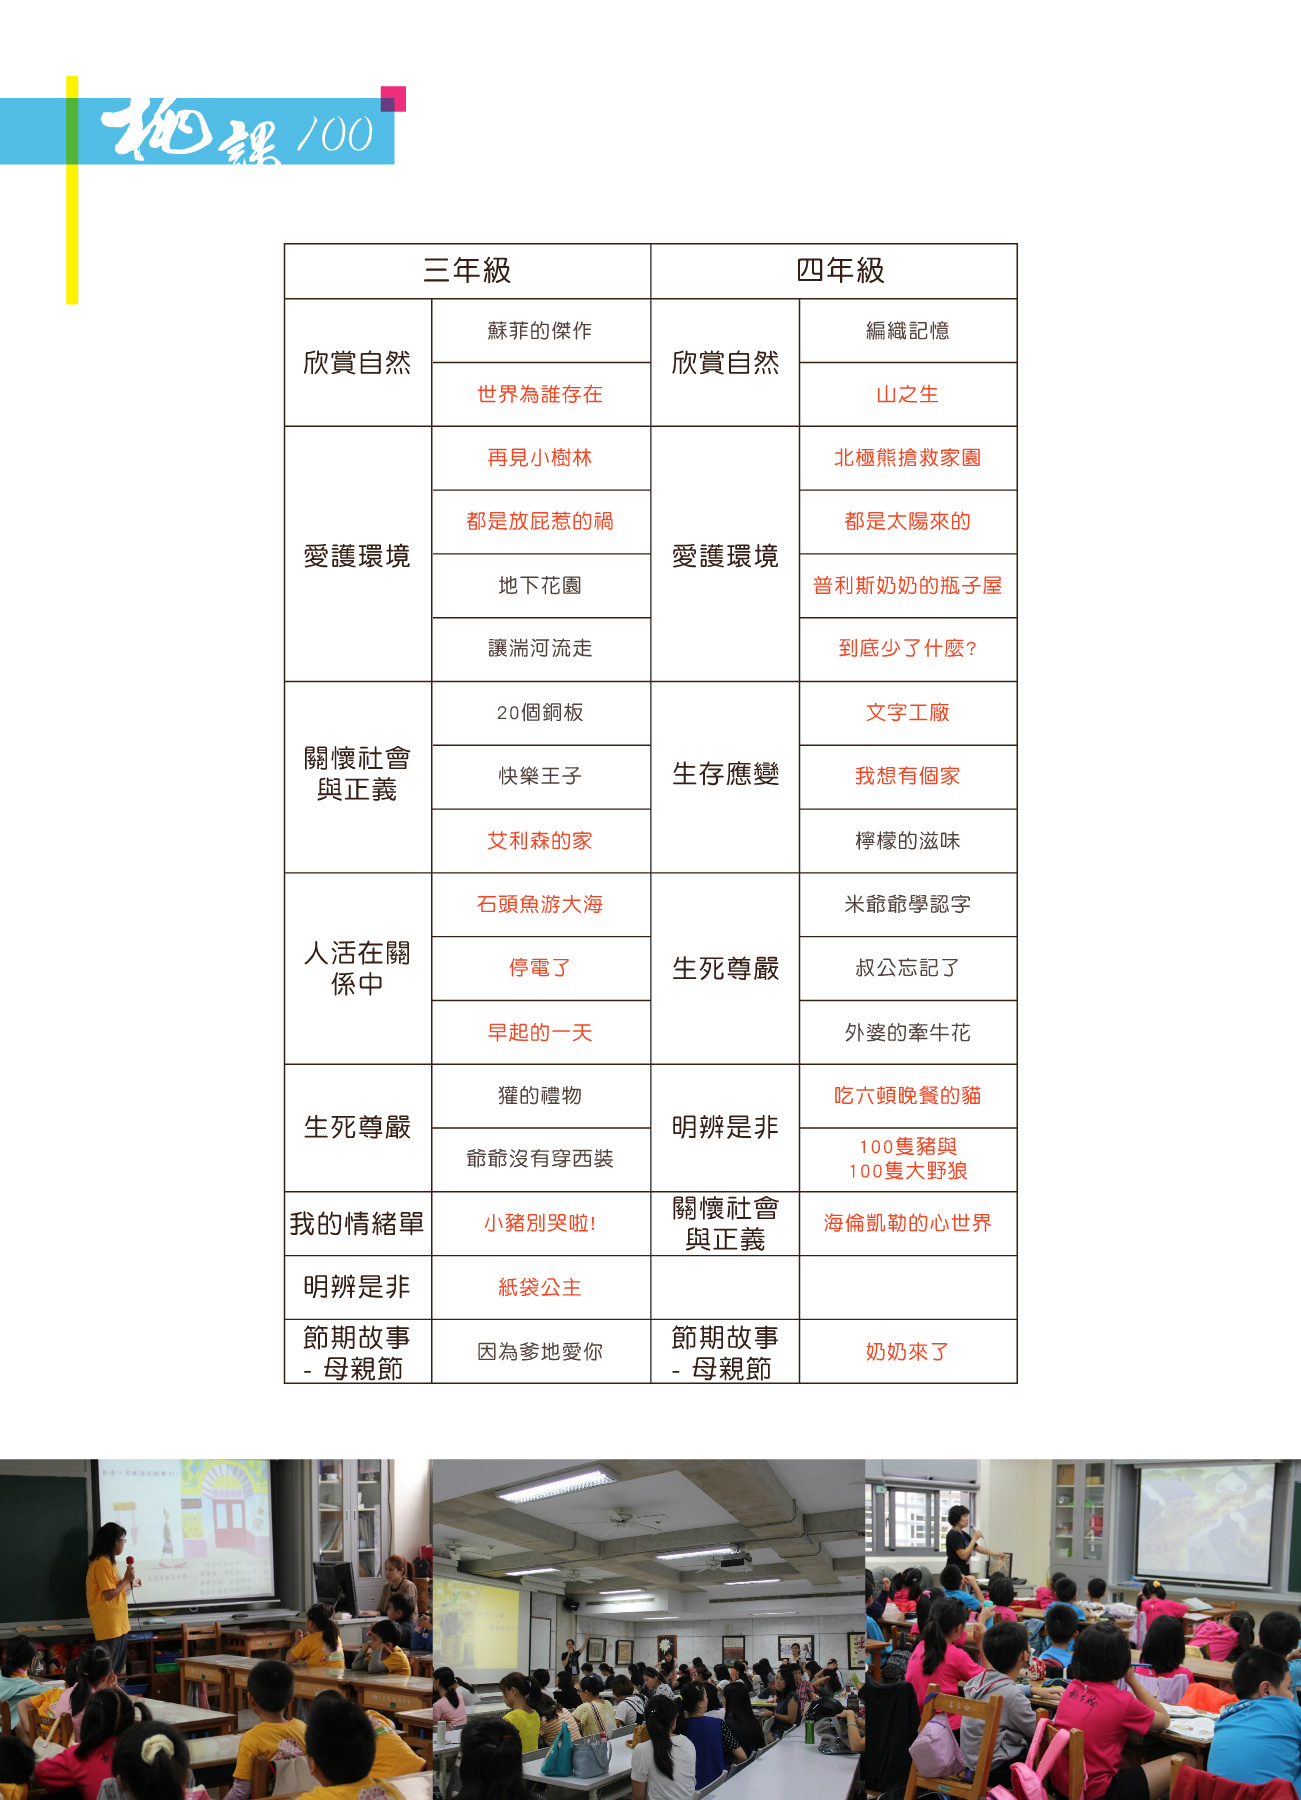 桃課100
三年級 四年級
欣賞自然 蘇菲的傑作 欣賞自然 編織記憶
世界為誰存在 山之生
愛護環境 再見小樹林 愛護環境 北極熊搶救家園
都是放屁惹的禍 都是太陽來的
地下花園 普利斯奶奶的瓶子屋
讓湍河流走 到底少了什麼?
關懷社會與正義 20個銅板 生存應變 文字工廠
快樂王子 我想有個家
艾利森的家 檸檬的滋味
人活在關係中 石頭魚游大海 生死尊嚴 米爺爺學認字
停電了 叔公忘記了
早起的一天 外婆的牽牛花
生死尊嚴 獾的禮物 明辨是非 吃六頓晚餐的貓
爺爺沒有穿西裝 100隻豬與
100隻大野狼
我的情緒單 小豬別哭啦! 關懷社會與正義 海倫凱勒的心世界
明辨是非 紙袋公主
節期故事 因為爹地愛你 節期故事 奶奶來了
- 母親節 - 母親節